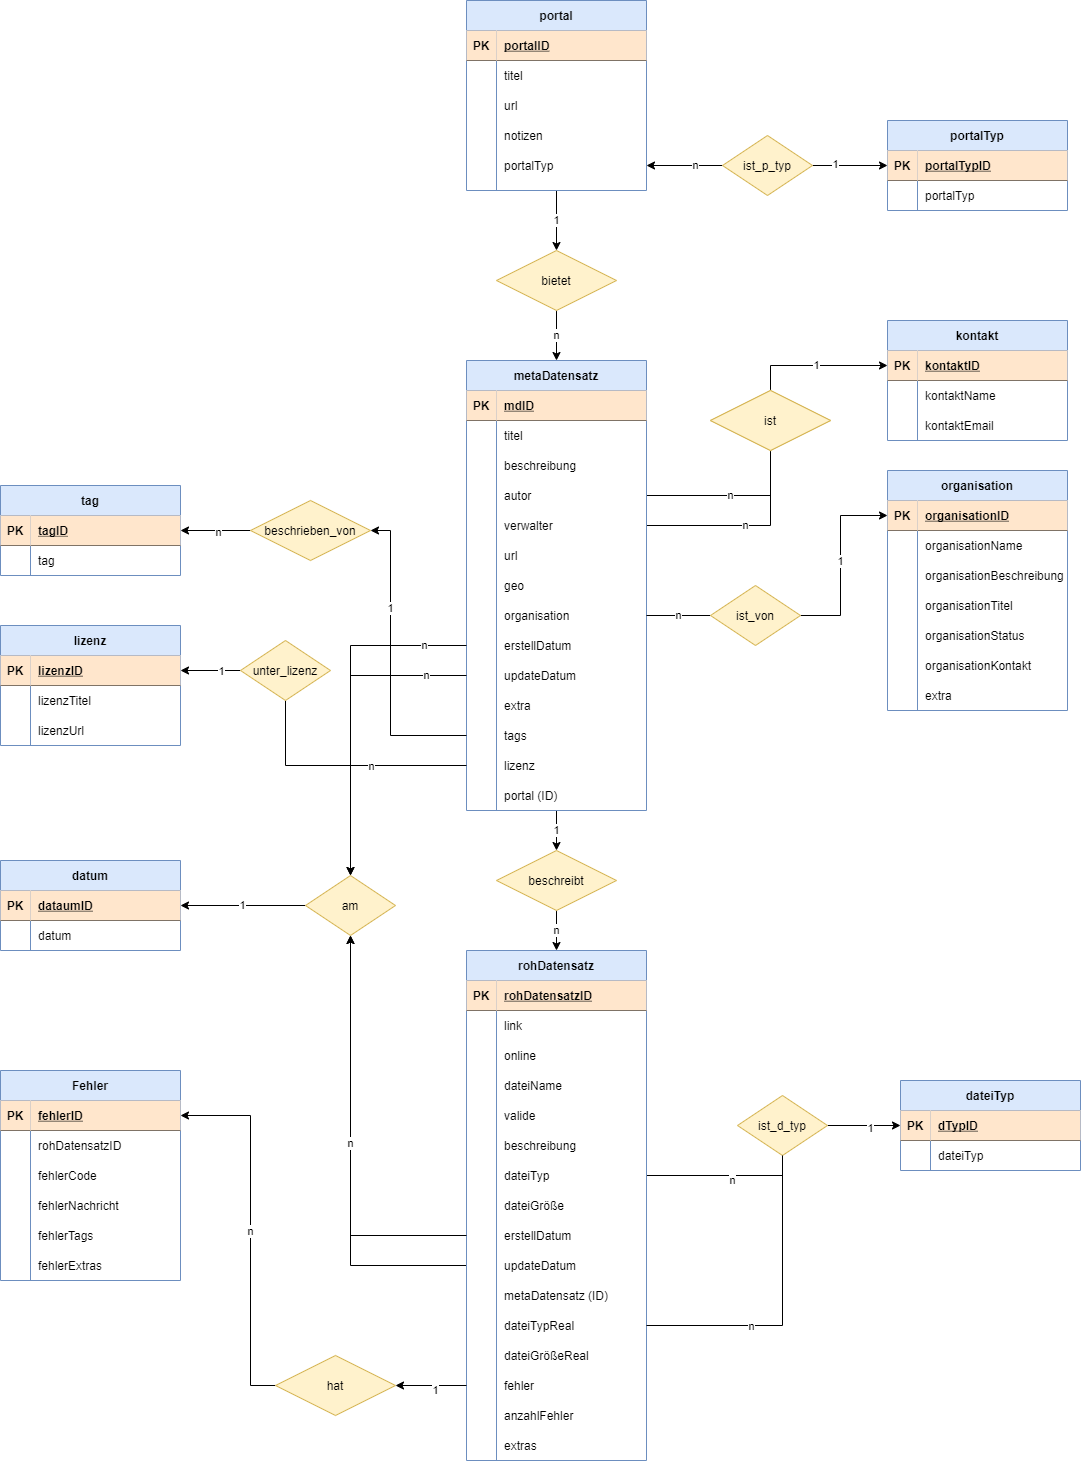 portal
PK portalID
titel
url
notizen
portalTyp
n
ist_p_typ
1
portalTyp
PK portalTypID
portalTyp
1
bietet
n
metaDatensatz
PK mdID
titel
beschreibung
autor
verwalter
url
geo
organisation
erstellDatum
updateDatum
extra
tags
lizenz
portal (ID)
1
ist
n
n
kontakt
PK kontaktID
kontaktName
kontaktEmail
organisation
PK organisationID
organisationName
organisationBeschreibung
organisationTitel
organisationStatus
organisationKontakt
extra
n
ist_von
1
tag
PK tagID
tag
n
beschrieben_von
1
lizenz
PK lizenzID
lizenzTitel
lizenzUrl
1
unter_lizenz
n
n
n
1
beschreibt
n
datum
PK dataumID
datum
1
am
n
rohDatensatz
PK rohDatensatzID
link
online
dateiName
valide
beschreibung
dateiTyp
dateiGröße
erstellDatum
updateDatum
metaDatensatz (ID)
dateiTypReal
dateiGrößeReal
fehler
anzahlFehler
extras
Fehler
PK fehlerID
rohDatensatzID
fehlerCode
fehlerNachricht
fehlerTags
fehlerExtras
n
hat
1
ist_d_typ
1
n
n
dateiTyp
PK dTypID
dateiTyp